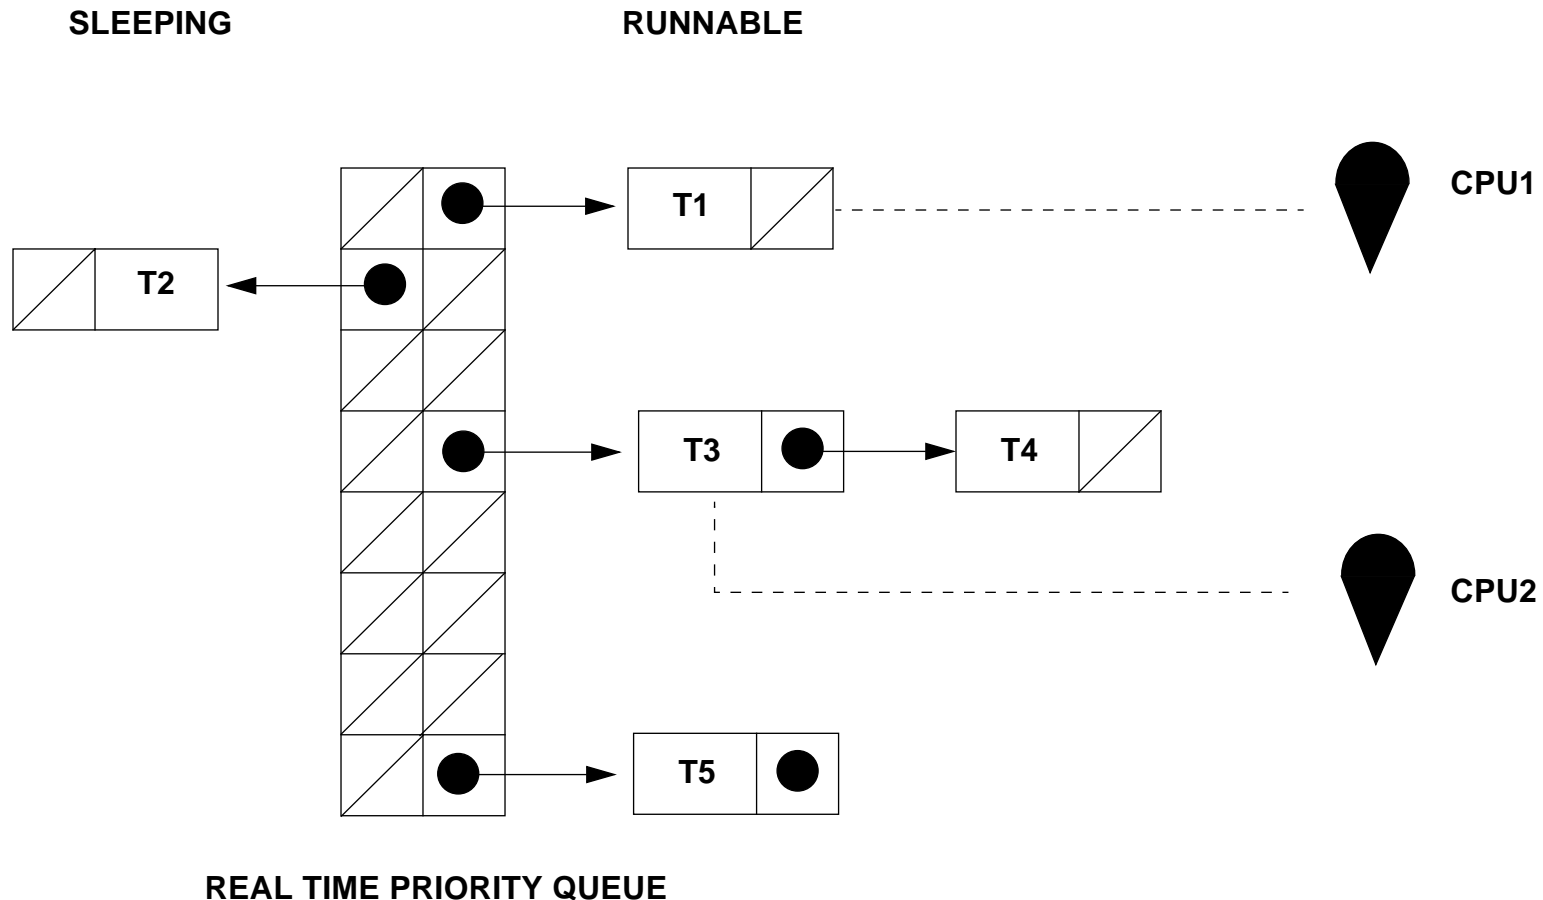 SLEEPING
RUNNABLE
T1
CPU1
T2
T3
T4
CPU2
T5
REAL TIME PRIORITY QUEUE